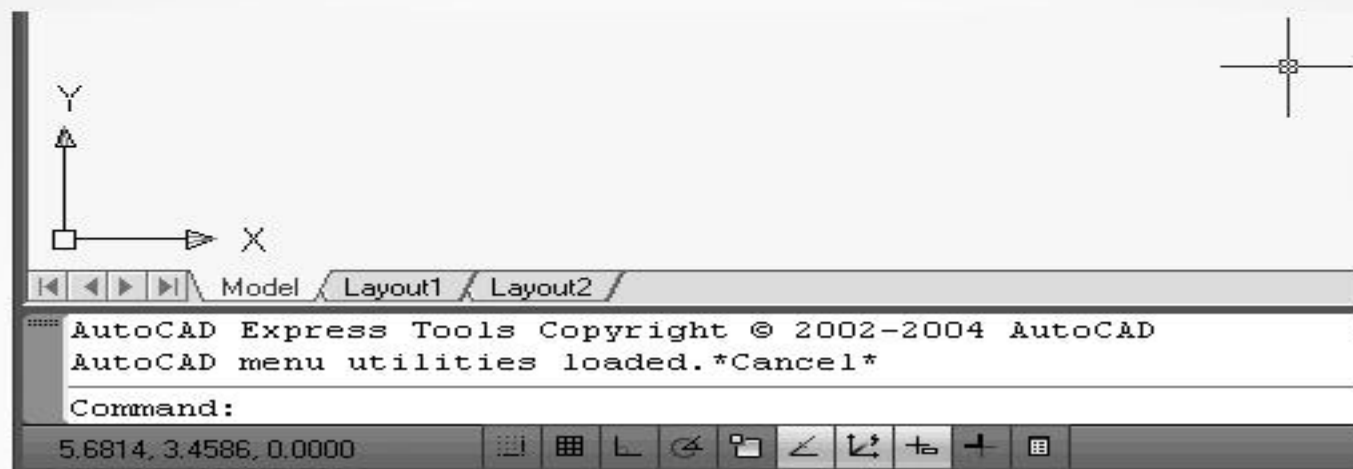 Y
X
Model Layout1 Layout2
AutoCAD Express Tools Copyright © 2002-2004 AutoCAD
AutoCAD menu utilities loaded.*Cancel*
Command:
5.6814, 3.4586, 0.0000